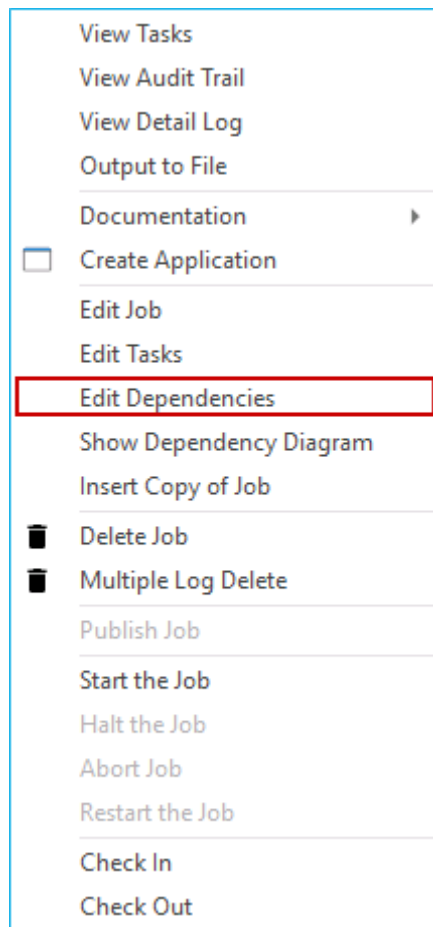 View Tasks
View Audit Trail
View Detail Log
Output to File
Documentation
Create Application
Edit Job
Edit Tasks
Edit Dependencies
Show Dependency Diagram
Insert Copy of Job
Delete Job
Multiple Log Delete
Publish Job
Start the Job
Halt the Job
Abort Job
Restart the Job
Check In
Check Out